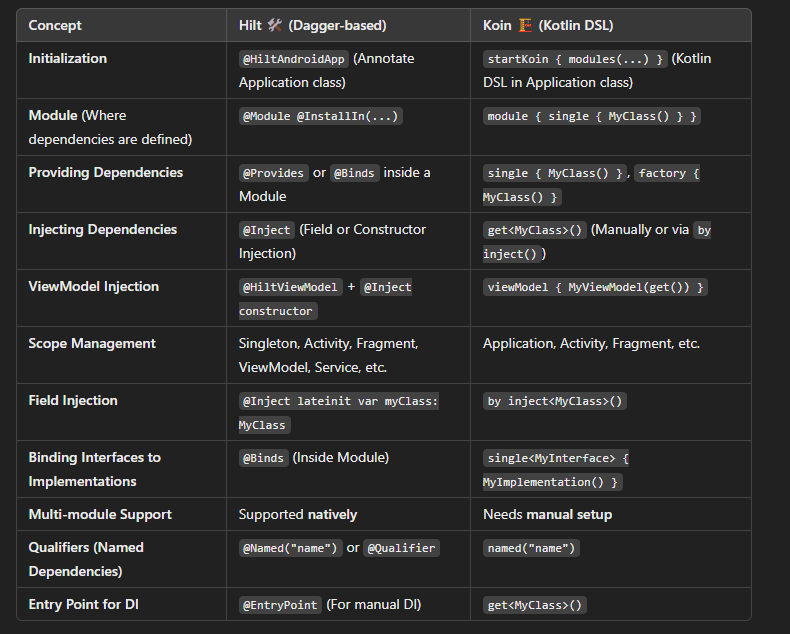 Concept Hilt 🛠️ (Dagger-based) Koin 🏗️ (Kotlin DSL)
Initialization @HiltAndroidApp (Annotate startKoin { modules(...) } (Kotlin
Application class) DSL in Application class)
Module (Where @Module @InstallIn(...) module { single { MyClass() } }
dependencies are defined)
Providing Dependencies @Provides or @Binds inside a single { MyClass() } , factory {
Module MyClass() }
Injecting Dependencies @Inject (Field or Constructor get<MyClass>() (Manually or via by
Injection) inject() )
ViewModel Injection @HiltViewModel + @Inject viewModel { MyViewModel(get()) }
constructor
Scope Management Singleton, Activity, Fragment, Application, Activity, Fragment, etc.
ViewModel, Service, etc.
Field Injection @Inject lateinit var myClass: by inject<MyClass>()
MyClass
Binding Interfaces to @Binds (Inside Module) single<MyInterface> {
Implementations MyImplementation() }
Multi-module Support Supported natively Needs manual setup
Qualifiers (Named @Named("name") or @Qualifier named("name")
Dependencies)
Entry Point for DI @EntryPoint (For manual DI) get<MyClass>()